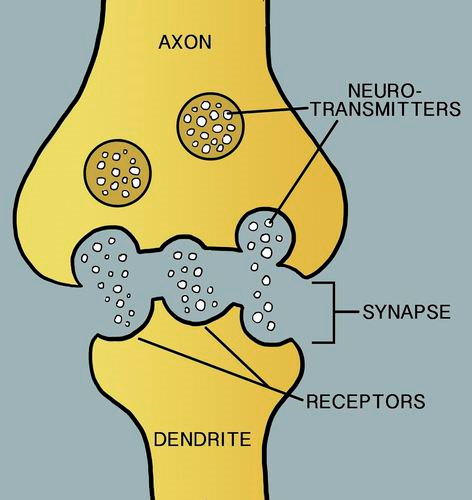 AXON
NEURO-
TRANSMITTERS
SYNAPSE
RECEPTORS
DENDRITE